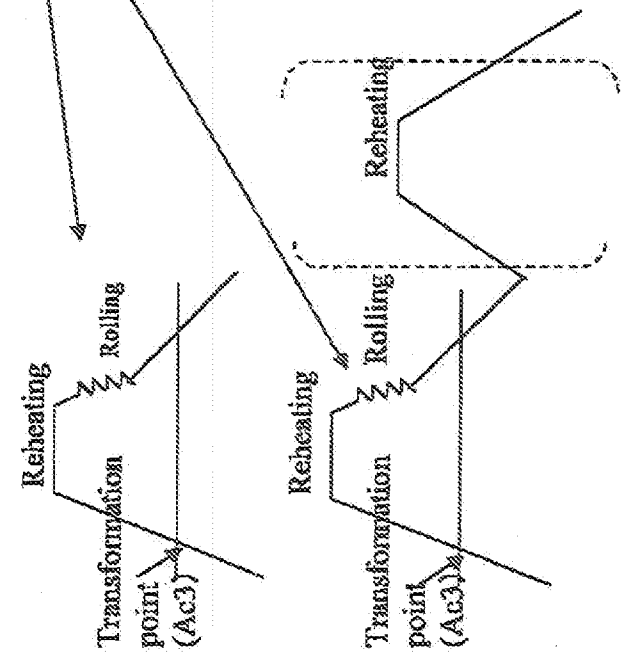 Reheating
Rolling
Transformation
point
(Ac3)
Reheating
Rolling
Transformation
point
(Ac3)
Reheating